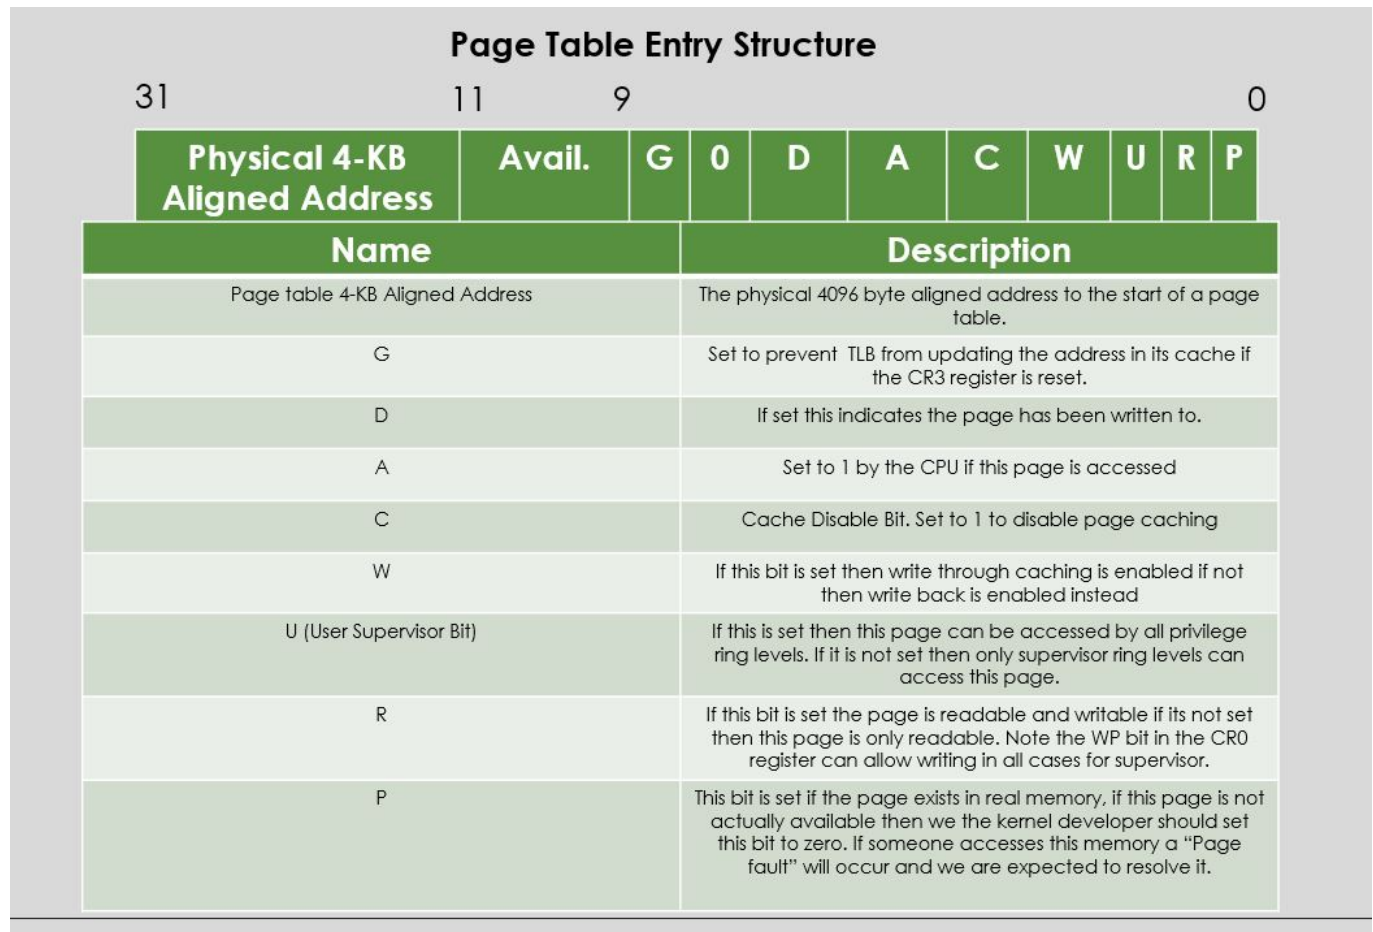 Page Table Entry Structure
31 11 9 0
Physical 4-KB
Aligned Address
Avail.
G
0
D
A
C
W
U
R
P
Name
Description
Page table 4-KB Aligned Address
The physical 4096 byte aligned address to the start of a page
table.
G
Set to prevent TLB from updating the address in its cache if
the CR3 register is reset.
D
If set this indicates the page has been written to.
A
Set to 1 by the CPU if this page is accessed
C
Cache Disable Bit. Set to 1 to disable page caching
W
If this bit is set then write through caching is enabled if not
then write back is enabled instead
U (User Supervisor Bit)
If this is set then this page can be accessed by all privilege
ring levels. If it is not set then only supervisor ring levels can
access this page.
R
If this bit is set the page is readable and writable if its not set
then this page is only readable. Note the WP bit in the CR0
register can allow writing in all cases for supervisor.
P
This bit is set if the page exists in real memory, if this page is not
actually available then we the kernel developer should set
this bit to zero. If someone accesses this memory a “Page
fault” will occur and we are expected to resolve it.